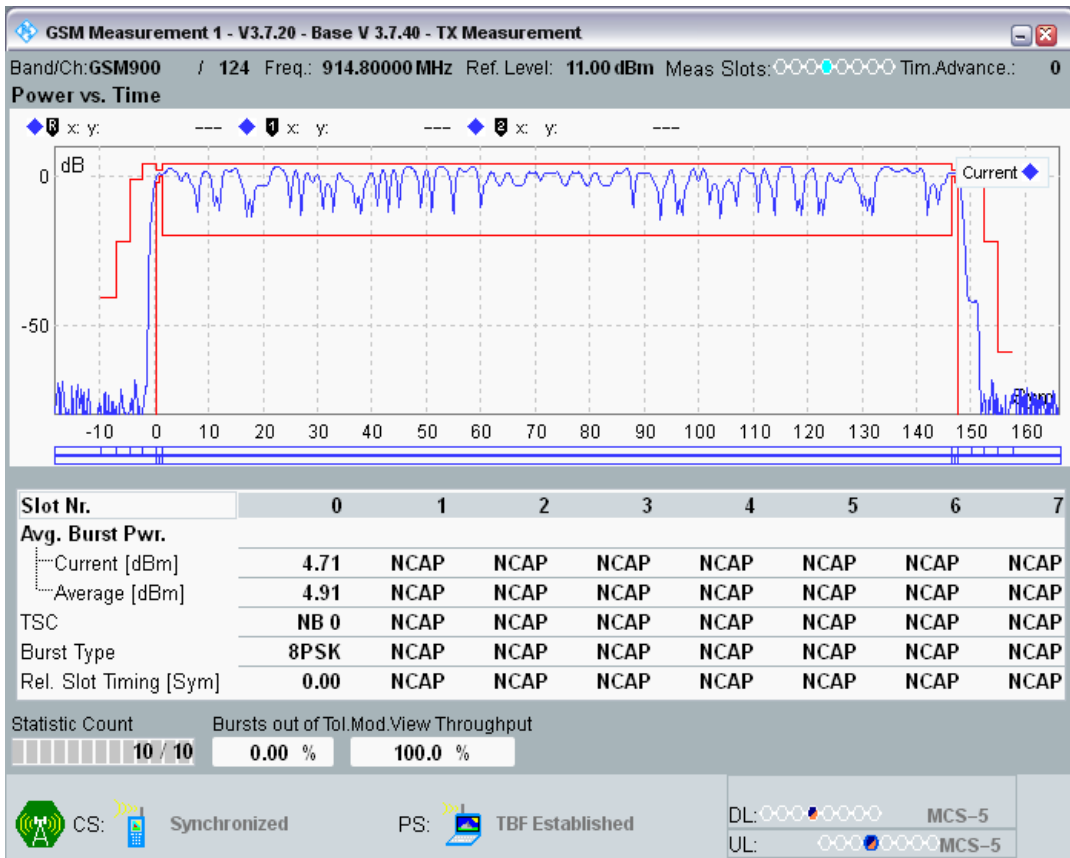 GSM Measurement 1 - V3.7.20 - Base V 3.7.40 - TX Measurement
Band/Ch:GSM900 / 124 Freq.: 914.80000 MHz Ref. Level: 11.00 dBm Meas Slots: Tim.Advance.: 0
Power vs. Time
R x: y: --- 1 x: y: --- 2 x: y: ---
dB
Current
0
-50
-10 0 10 20 30 40 50 60 70 80 90 100 110 120 130 140 150 160
Slot Nr. 0 1 2 3 4 5 6 7
Avg. Burst Pwr.
Current [dBm] 4.71 NCAP NCAP NCAP NCAP NCAP NCAP NCAP
Average [dBm] 4.91 NCAP NCAP NCAP NCAP NCAP NCAP NCAP
TSC NB 0 NCAP NCAP NCAP NCAP NCAP NCAP NCAP
Burst Type 8PSK NCAP NCAP NCAP NCAP NCAP NCAP NCAP
Rel. Slot Timing [Sym] 0.00 NCAP NCAP NCAP NCAP NCAP NCAP NCAP
Statistic Count Bursts out of Tol.Mod.View Throughput
10 / 10 0.00 % 100.0 %
CS: Synchronized PS: TBF Established
DL: MCS-5
UL: MCS-5